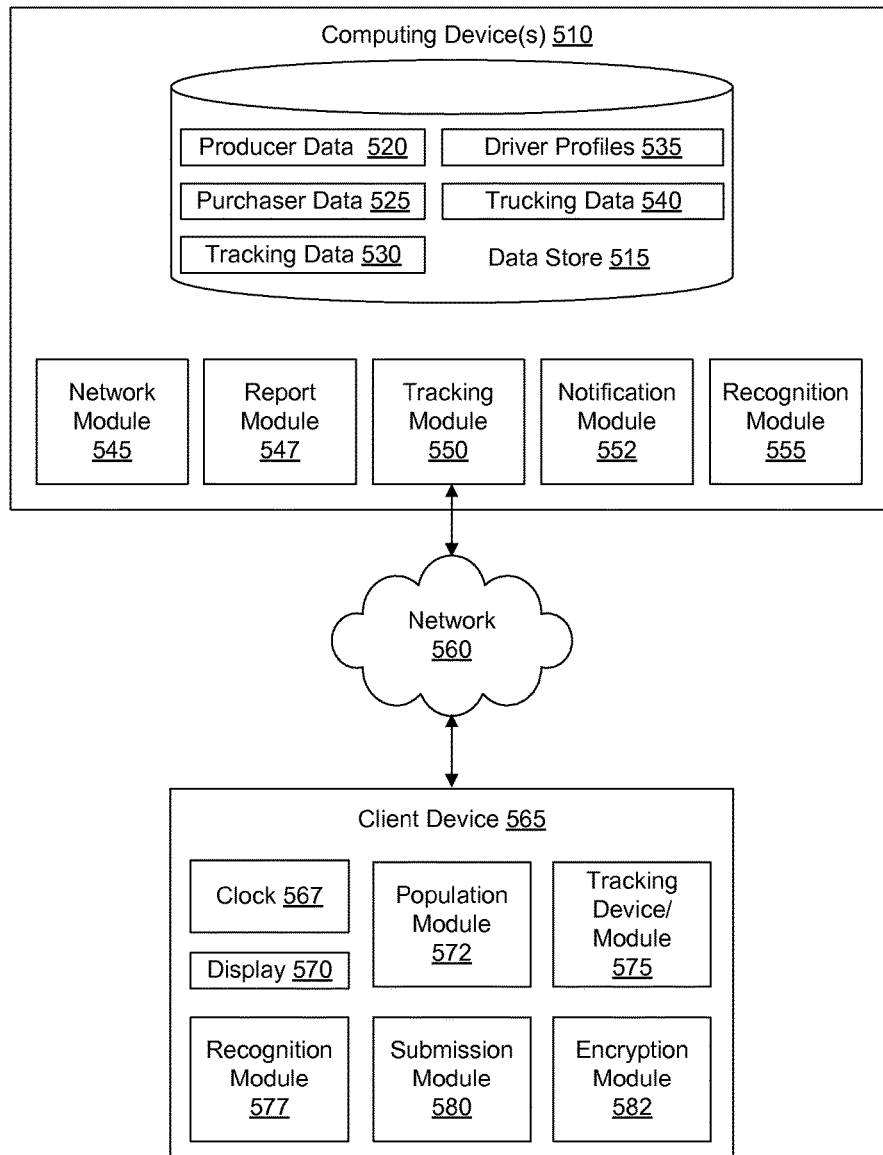 Computing Device(s) 510
Producer Data 520
Driver Profiles 535
Purchaser Data 525
Trucking Data 540
Tracking Data 530
Data Store 515
Network
Module
545
Report
Module
547
Tracking
Module
550
Notification
Module
552
Recognition
Module
555
Network
560
Client Device 565
Clock 567
Display 570
Population
Module
572
Tracking
Device/
Module
575
Recognition
Module
577
Submission
Module
580
Encryption
Module
582